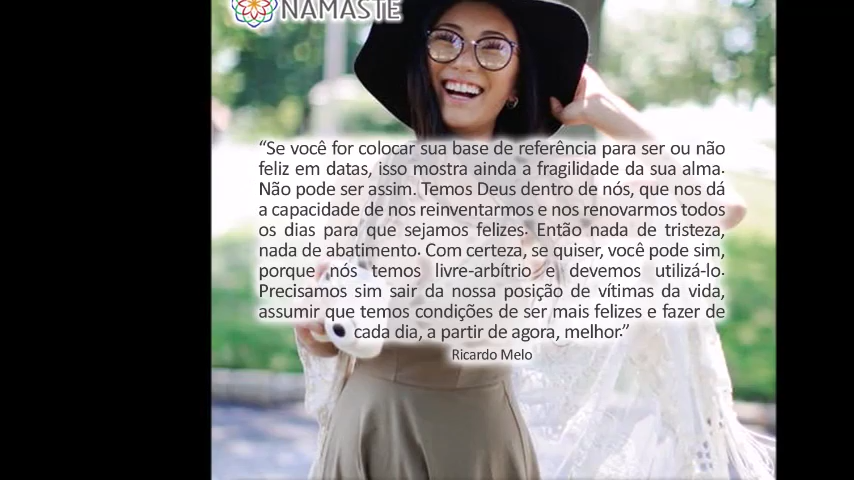 NAMASTE
“Se você for colocar sua base de referência para ser ou não
feliz em datas, isso mostra ainda a fragilidade da sua alma.
Não pode ser assim. Temos Deus dentro de nós, que nos dá
a capacidade de nos reinventarmos e nos renovarmos todos
os dias para que sejamos felizes. Então nada de tristeza,
nada de abatimento. Com certeza, se quiser, você pode sim,
porque nós temos livre-arbítrio e devemos utilizá-lo.
Precisamos sim sair da nossa posição de vítimas da vida,
assumir que temos condições de ser mais felizes e fazer de
cada dia, a partir de agora, melhor.”
Ricardo Melo